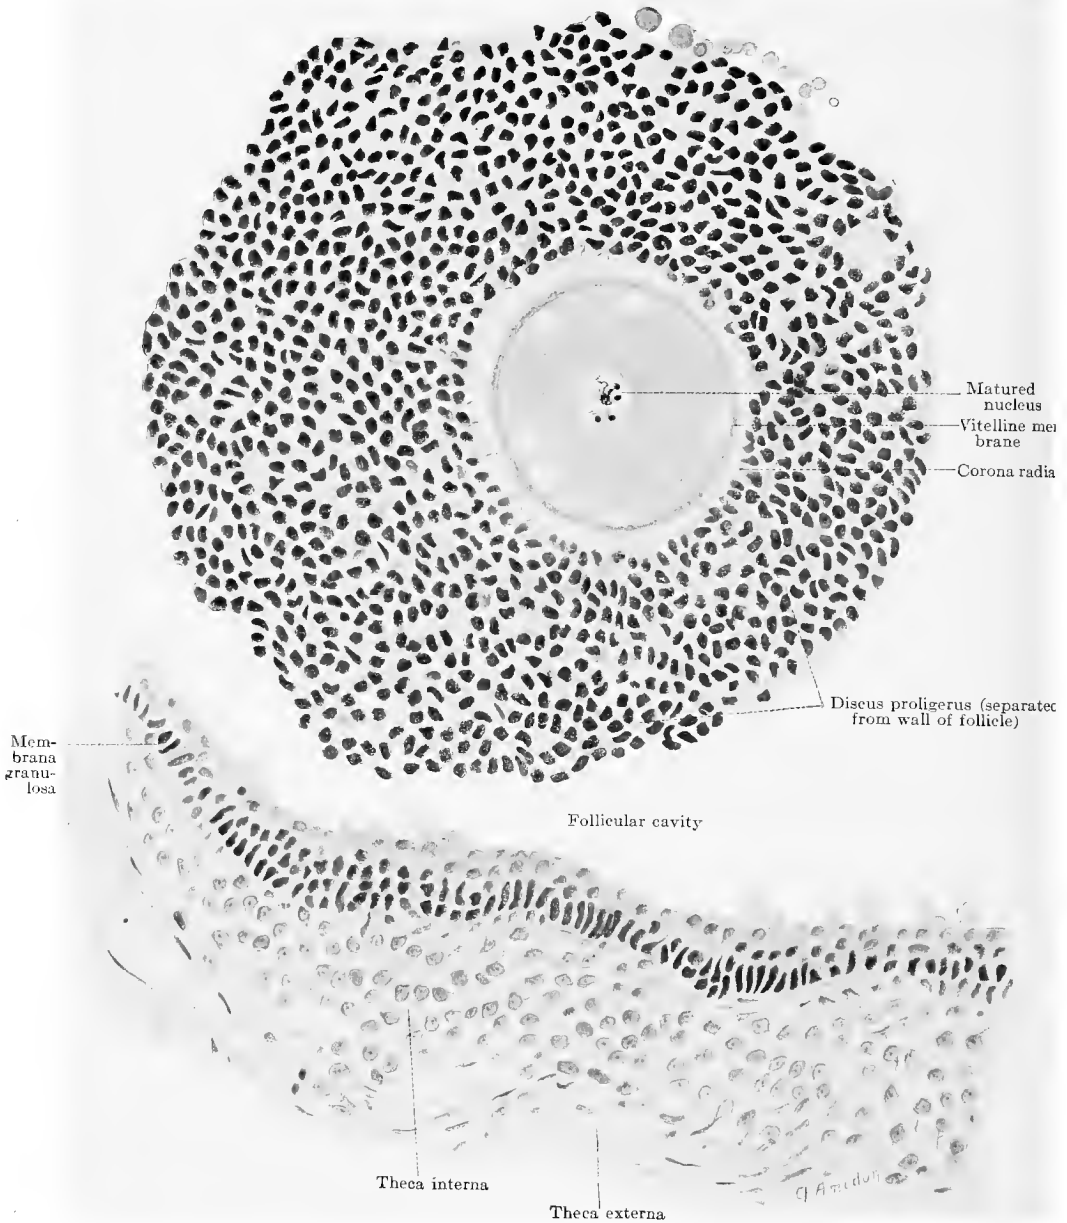 Matured
nucleus
Vitelline mem
brane
Corona radia
Discus proligerus (separated
from wall of follicle)
Mem-
brana
granu-
losa
Follicular cavity
Theca interna
Theca externa